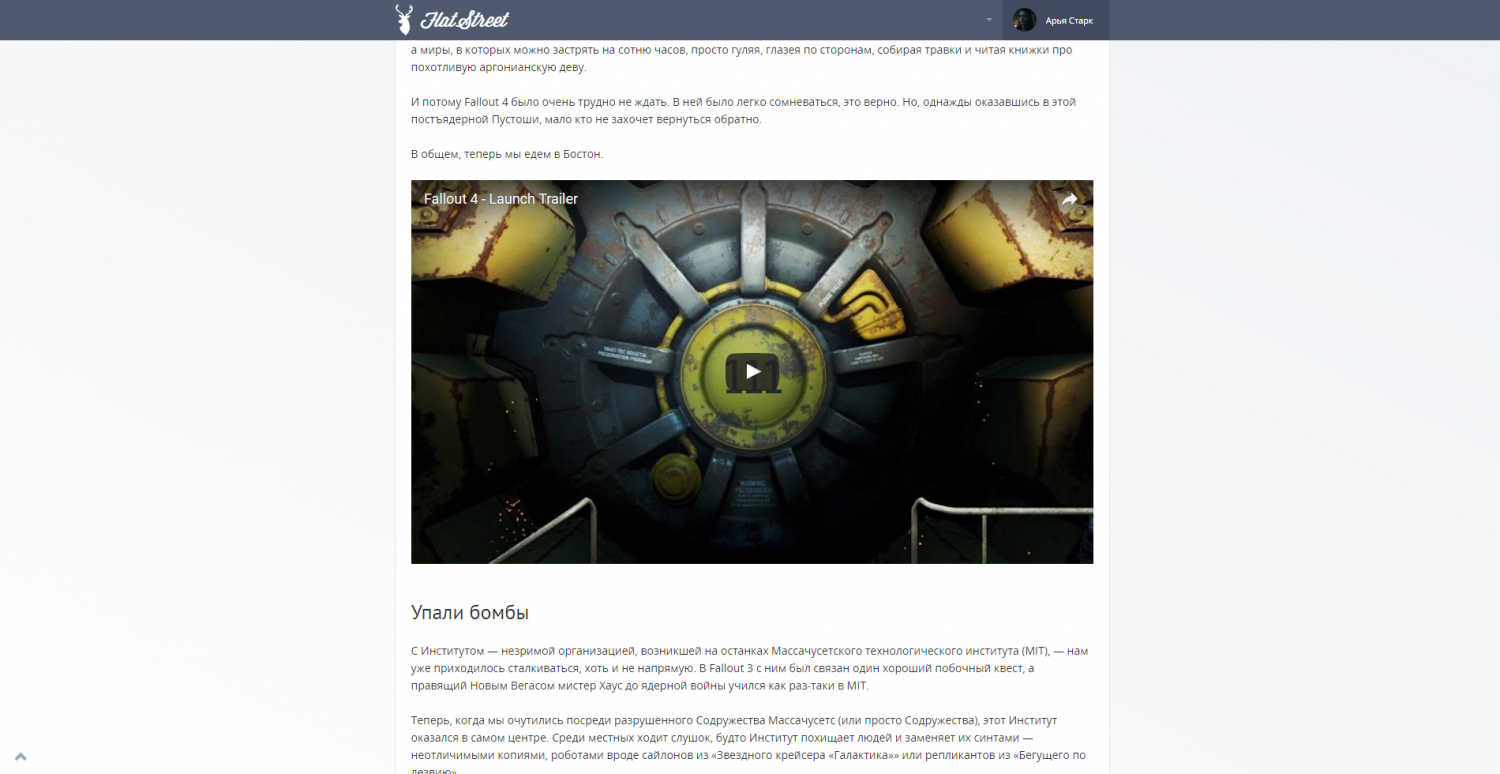 Flat Street
Арья Старк
а миры, в которых можно застрять на сотню часов, просто гуляя, глазея по сторонам, собирая травки и читая книжки про
похотливую аргонианскую деву.
И потому Fallout 4 было очень трудно не ждать. В ней было легко сомневаться, это верно. Но, однажды оказавшись в этой
постъядерной Пустоши, мало кто не захочет вернуться обратно.
В общем, теперь мы едем в Бостон.
Fallout 4 - Launch Trailer
111
WARNING
Упали бомбы
С Институтом — незримой организацией, возникшей на останках Массачусетского технологического института (MIT), — нам
уже приходилось сталкиваться, хоть и не напрямую. В Fallout 3 с ним был связан один хороший побочный квест, а
правящий Новым Вегасом мистер Хаус до ядерной войны учился как раз-таки в MIT.
Теперь, когда мы очутились посреди разрушенного Содружества Массачусетс (или просто Содружества), этот Институт
оказался в самом центре. Среди местных ходит слушок, будто Институт похищает людей и заменяет их синтами —
неотличимыми копиями, роботами вроде сайлонов из «Звездного крейсера «Галактика»» или репликантов из «Бегущего по
лезвию».